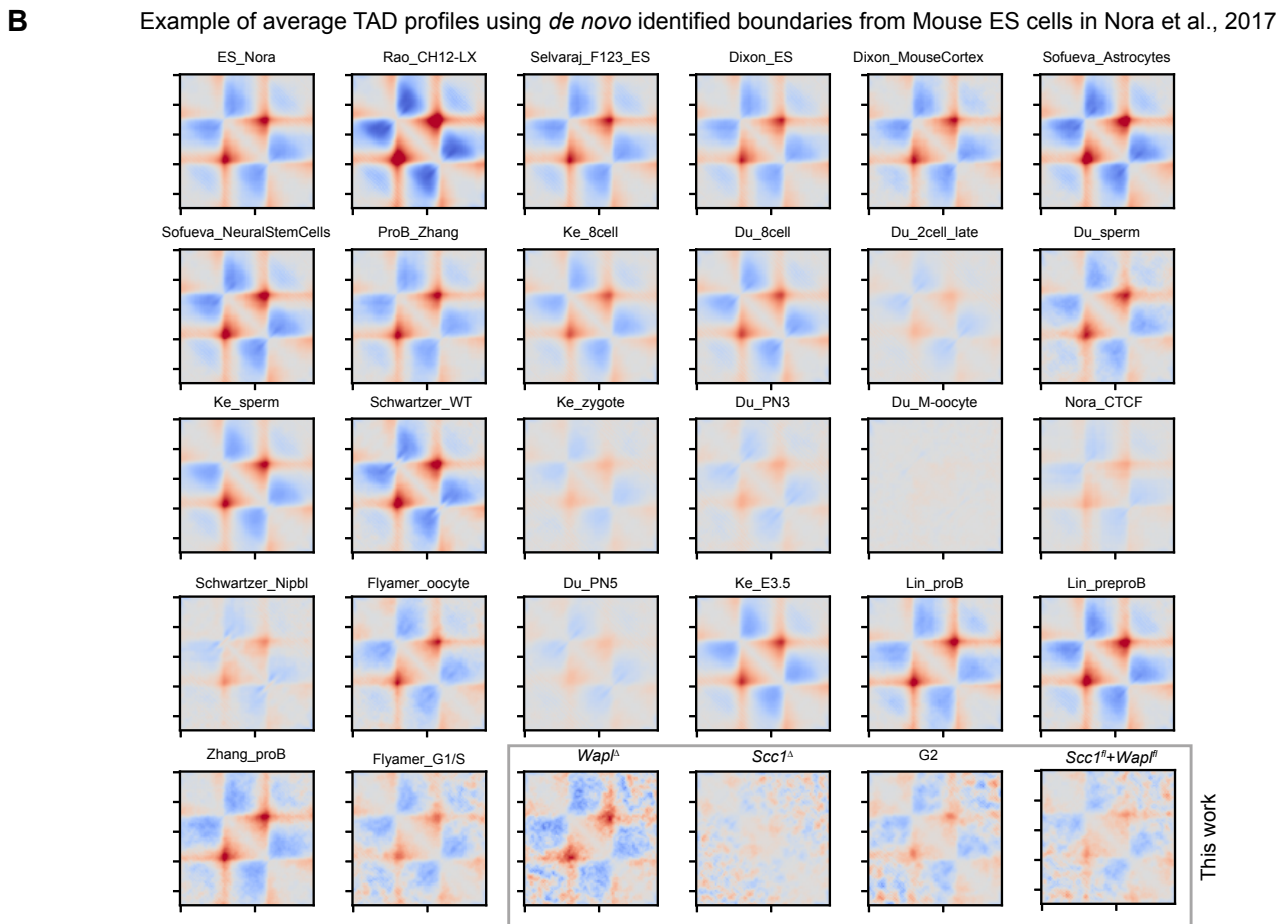 B
Example of average TAD profiles using de novo identified boundaries from Mouse ES cells in Nora et al., 2017
ES_Nora Rao_CH12-LX Selvaraj_F123_ES Dixon_ES Dixon_MouseCortex Sofueva_Astrocytes
Sofueva_NeuralStemCells ProB_Zhang Ke_8cell Du_8cell Du_2cell_late Du_sperm
Ke_sperm Schwartzer_WT Ke_zygote Du_PN3 Du_M-oocyte Nora_CTCF
Schwartzer_Nipbl Flyamer_oocyte Du_PN5 Ke_E3.5 Lin_proB Lin_preproB
Zhang_proB Flyamer_G1/S WaplΔ Scc1Δ G2 Scc1fl+Waplfl
This work